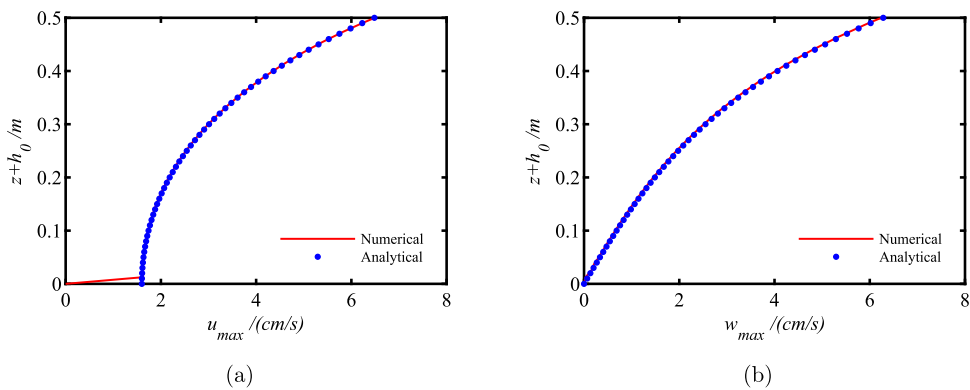 0.5
0.4
0.3
0.2
0.1
0
z+h0 /m
0 2 4 6 8
umax /(cm/s)
Numerical
Analytical
(a)
0.5
0.4
0.3
0.2
0.1
0
z+h0 /m
0 2 4 6 8
wmax /(cm/s)
Numerical
Analytical
(b)